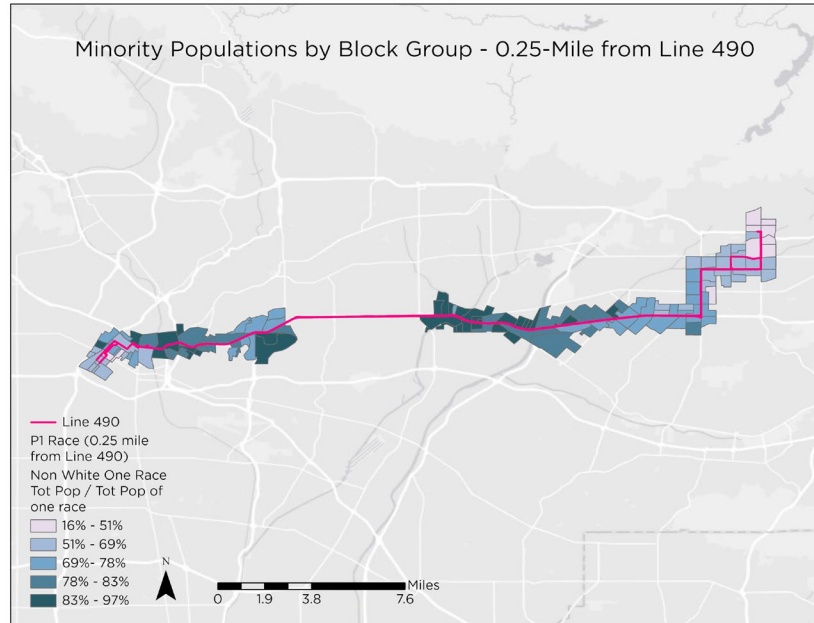 Minority Populations by Block Group - 0.25-Mile from Line 490
Line 490
P1 Race (0.25 mile
from Line 490)
Non White One Race
Tot Pop / Tot Pop of
one race
16% - 51%
51% - 69%
69%- 78%
78% - 83%
83% - 97%
N
Miles
0 1.9 3.8 7.6